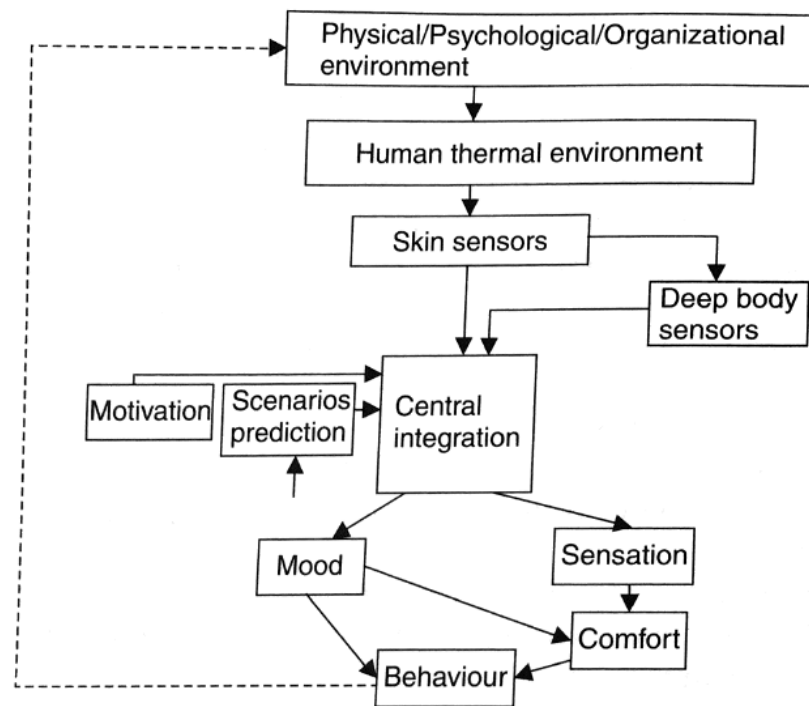 Physical/Psychological/Organizational
environment
Human thermal environment
Skin sensors
Deep body
sensors
Motivation
Scenarios
prediction
Central
integration
Mood
Sensation
Comfort
Behaviour